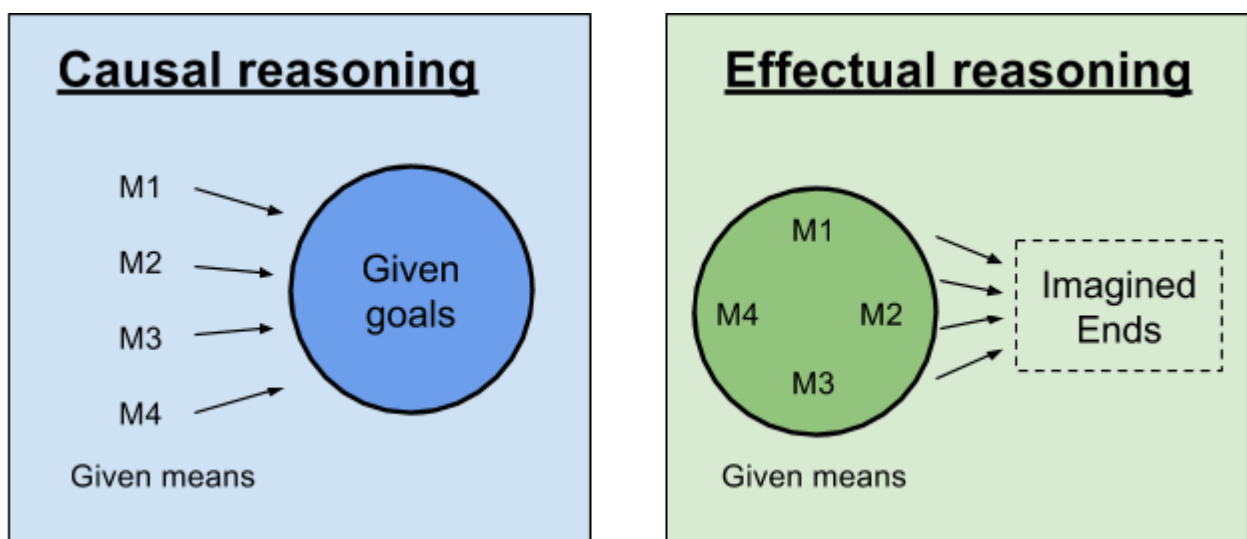 Causal reasoning
M1
M2
M3
M4
Given
goals
Given means
Effectual reasoning
M1
M4
M2
M3
Imagined
Ends
Given means